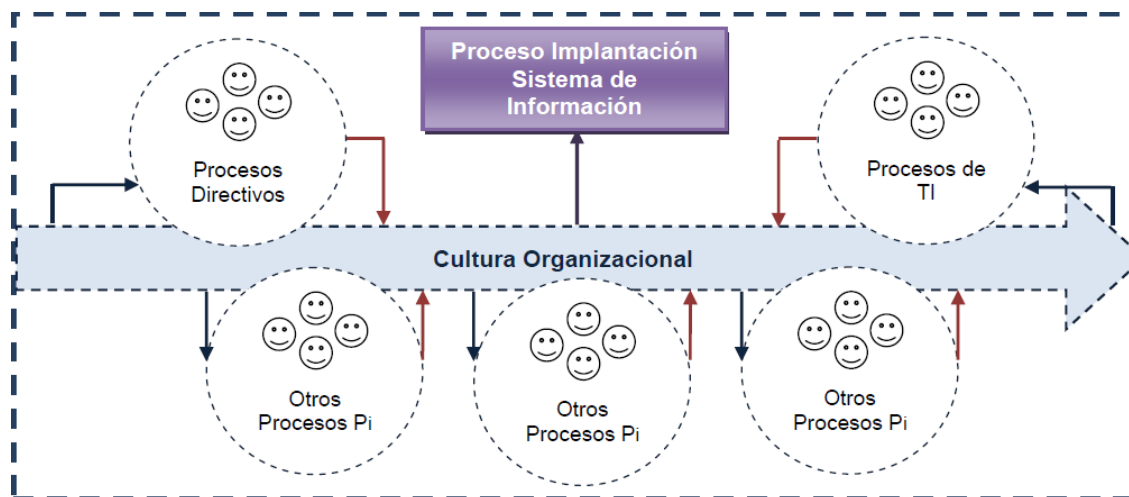 Proceso Implantación
Sistema de
Información
Procesos
Directivos
Procesos de
TI
Cultura Organizacional
Otros
Procesos Pi
Otros
Procesos Pi
Otros
Procesos Pi